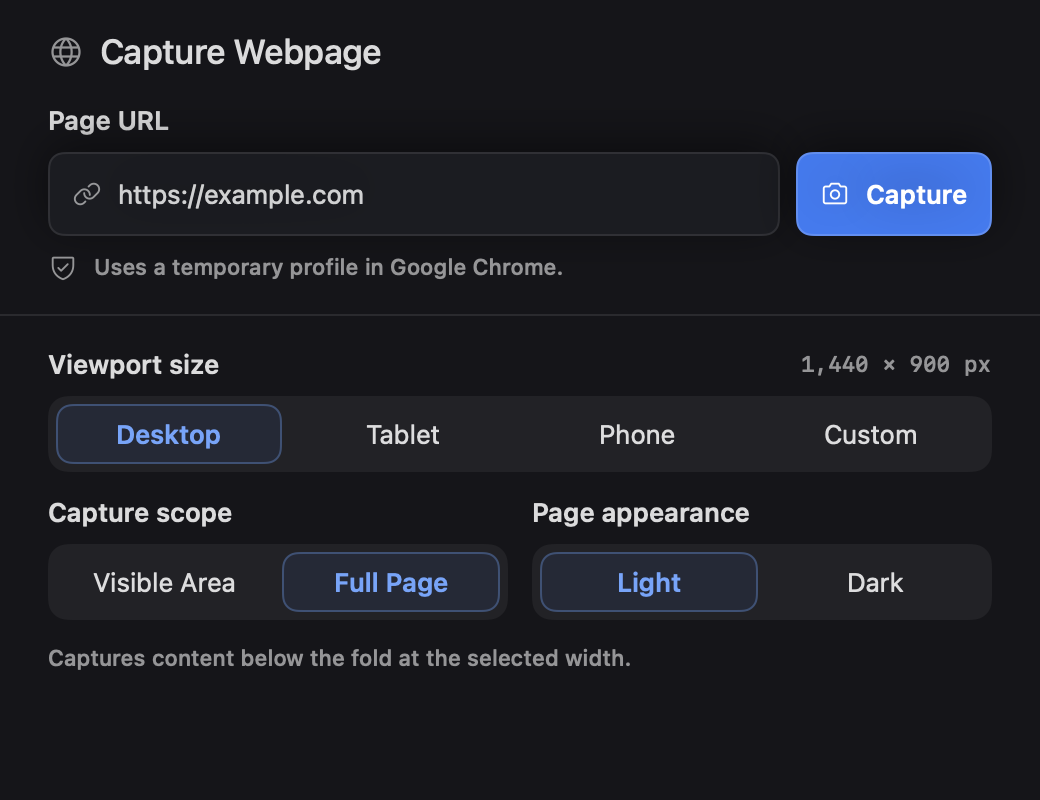 Capture Webpage
Page URL
https://example.com
Capture
Uses a temporary profile in Google Chrome.
Viewport size
1,440 × 900 px
Desktop
Tablet
Phone
Custom
Capture scope
Page appearance
Visible Area
Full Page
Light
Dark
Captures content below the fold at the selected width.